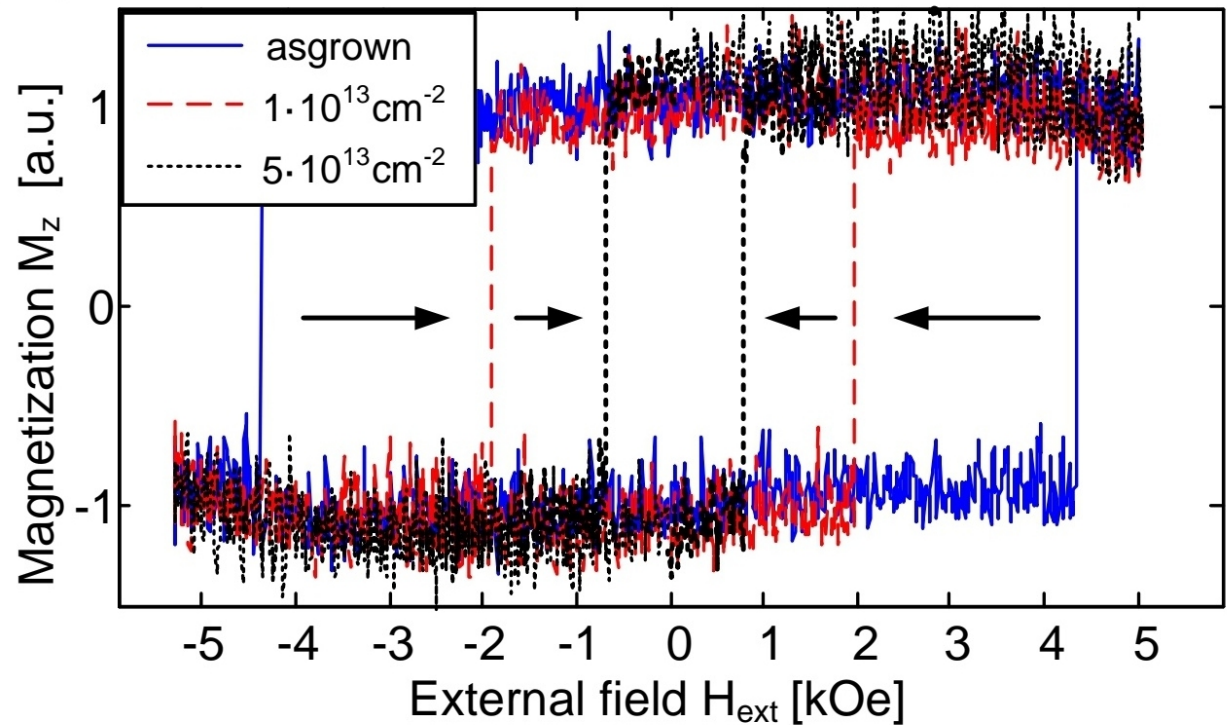 asgrown
1·10¹³cm⁻²
5·10¹³cm⁻²
Magnetization M_z [a.u.]
1
0
-1
-5 -4 -3 -2 -1 0 1 2 3 4 5
External field H_ext [kOe]